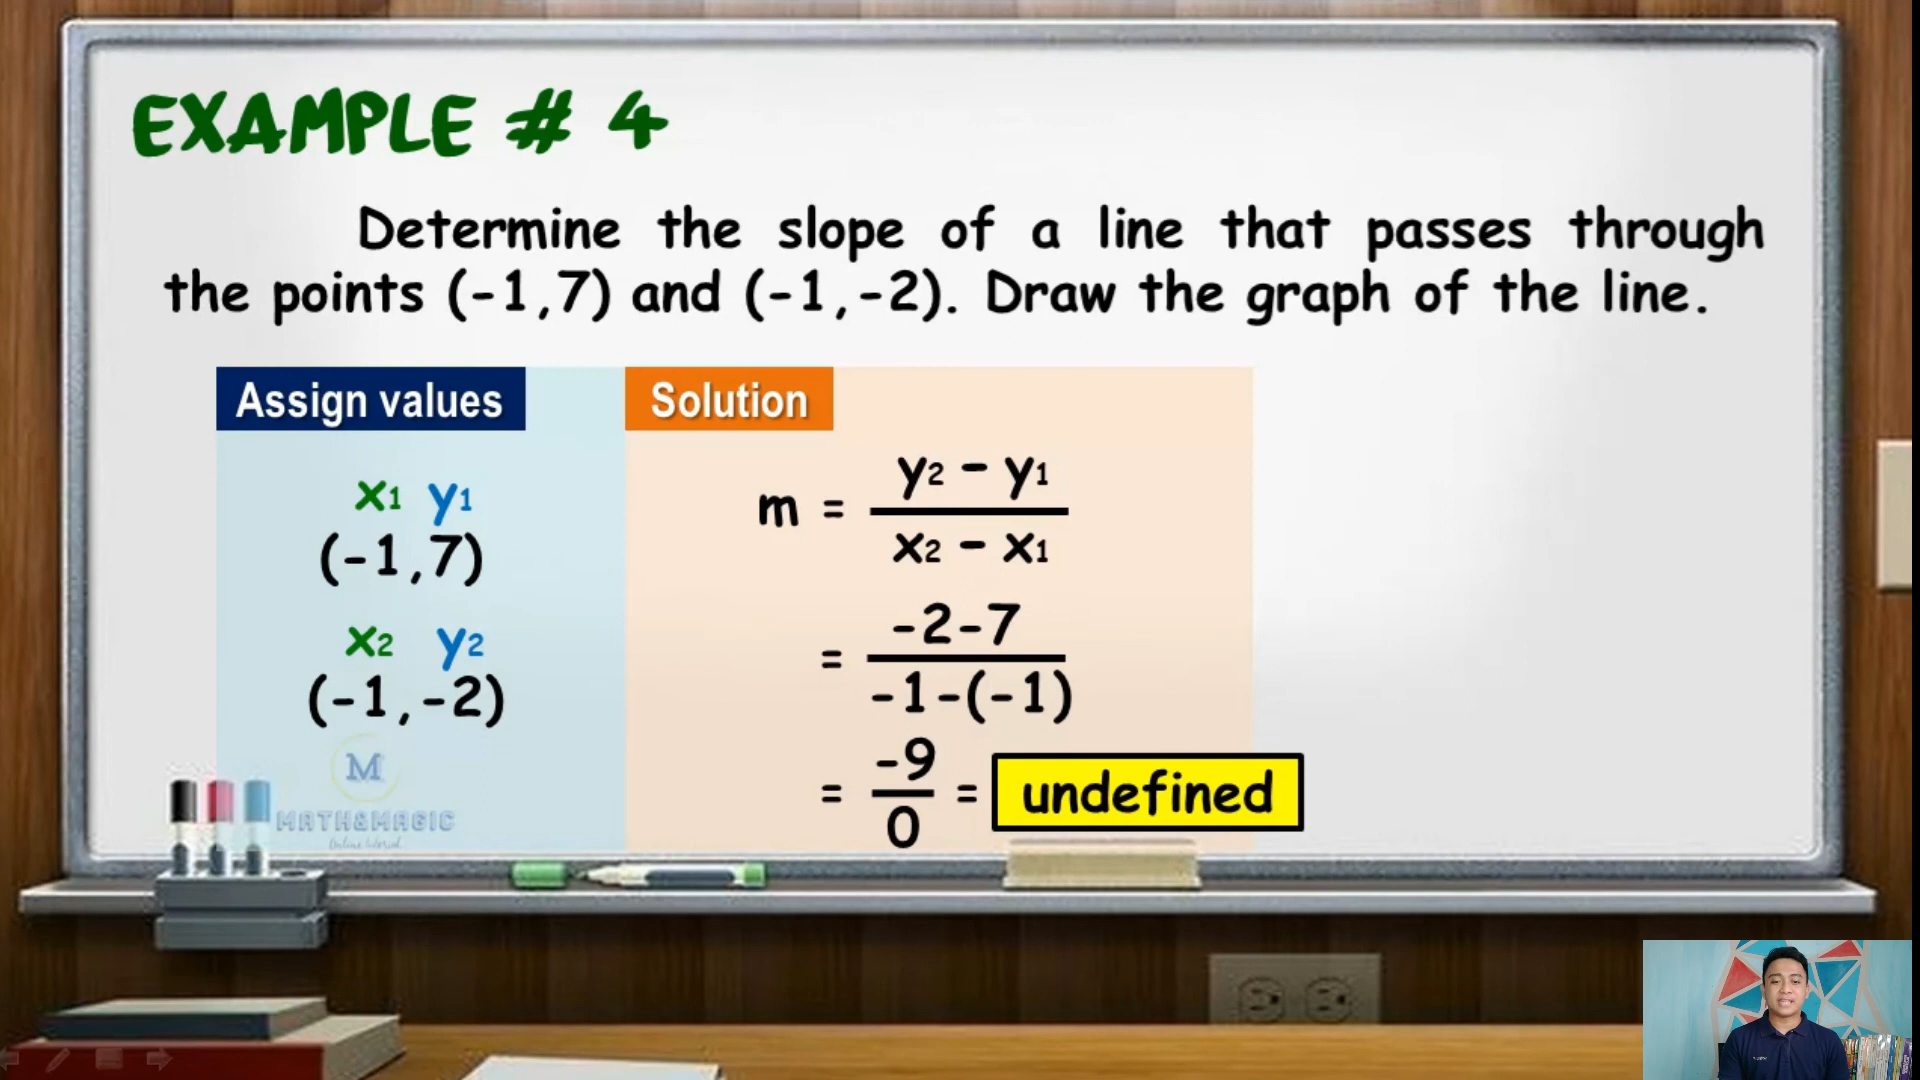 EXAMPLE # 4
Determine the slope of a line that passes through
the points (-1,7) and (-1,-2). Draw the graph of the line.
Assign values
x1 y1
(-1,7)
x2 y2
(-1,-2)
M
MATH&MAGIC
Online tutorial
Solution
m = y2 - y1
x2 - x1
= -2-7
-1-(-1)
= -9 = undefined
0